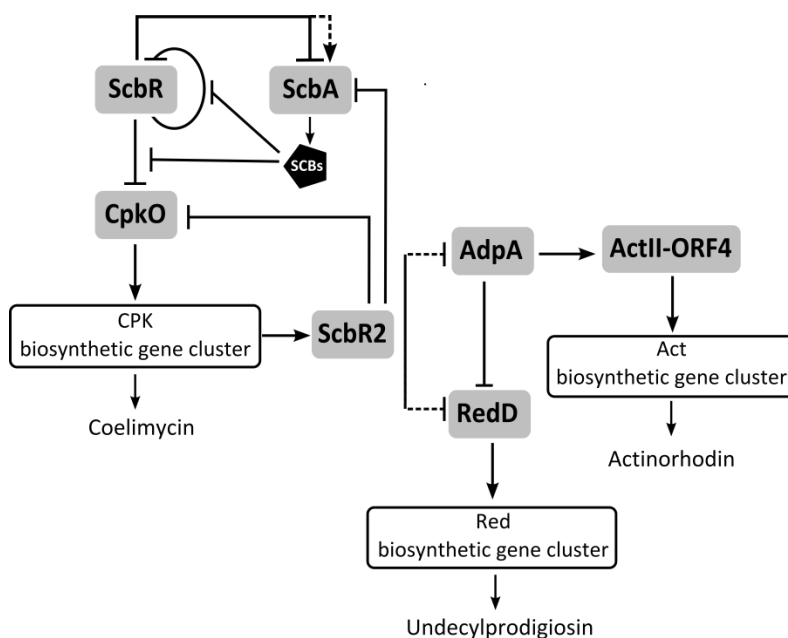 ScbR
ScbA
SCBs
CpkO
AdpA
ActII-ORF4
CPK
biosynthetic gene cluster
ScbR2
Act
biosynthetic gene cluster
RedD
Coelimycin
Actinorhodin
Red
biosynthetic gene cluster
Undecylprodigiosin